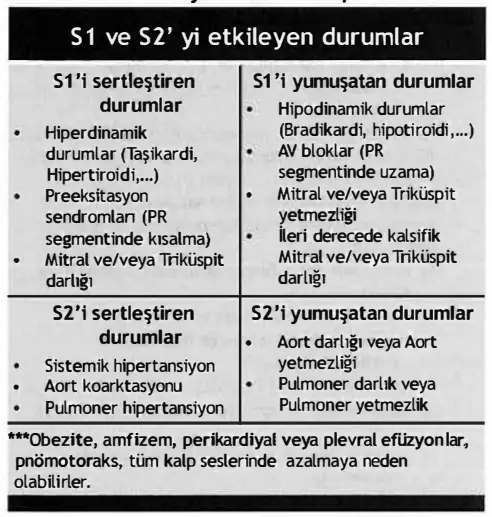 S1 ve S2' yi etkileyen durumlar
S1'i sertleştiren
durumlar
• Hiperdinamik
durumlar (Taşikardi,
Hipertiroidi,...)
• Preeksitasyon
sendromları (PR
segmentinde kısalma)
• Mitral ve/veya Triküspit
darlığı
S1'i yumuşatan durumlar
• Hipodinamik durumlar
(Bradikardi, hipotiroidi,...)
• AV bloklar (PR
segmentinde uzama)
• Mitral ve/veya Triküspit
yetmezliği
• İleri derecede kalsifik
Mitral ve/veya Triküspit
darlığı
S2'i sertleştiren
durumlar
• Sistemik hipertansiyon
• Aort koarktasyonu
• Pulmoner hipertansiyon
S2'i yumuşatan durumlar
• Aort darlığı veya Aort
yetmezliği
• Pulmoner darlık veya
Pulmoner yetmezlik
***Obezite, amfizem, perikardiyal veya plevral efüzyonlar,
pnömotoraks, tüm kalp seslerinde azalmaya neden
olabilirler.